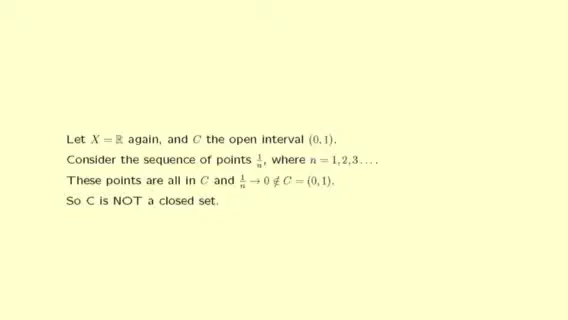 Let X = ℝ again, and C the open interval (0, 1).
Consider the sequence of points 1/n, where n = 1, 2, 3 . . . .
These points are all in C and 1/n → 0 ∉ C = (0, 1).
So C is NOT a closed set.